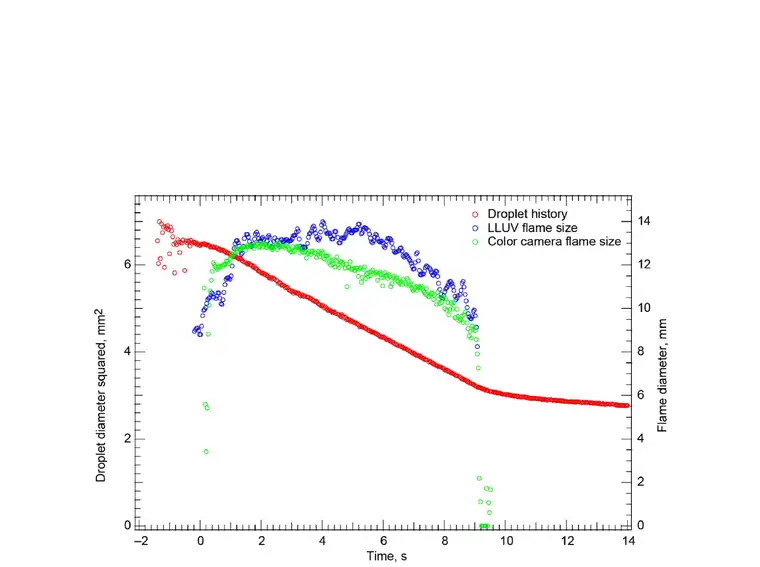 Droplet history
LLUV flame size
Color camera flame size
6
4
2
0
Droplet diameter squared, mm2
14
12
10
8
6
4
2
0
Flame diameter, mm
–2 0 2 4 6 8 10 12 14
Time, s